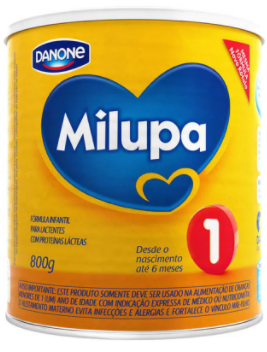 DANONE
Milupa
FÓRMULA INFANTIL
PARA LACTENTES
COM PROTEÍNAS LÁCTEAS
800g
Desde o
nascimento
até 6 meses
1
AVISO IMPORTANTE: ESTE PRODUTO SOMENTE DEVE SER USADO NA ALIMENTAÇÃO DE CRIANÇAS
MENORES DE 1 (UM) ANO DE IDADE COM INDICAÇÃO EXPRESSA DE MÉDICO OU NUTRICIONISTA.
O ALEITAMENTO MATERNO EVITA INFECÇÕES E ALERGIAS E FORTALECE O VÍNCULO MÃE-FILHO.